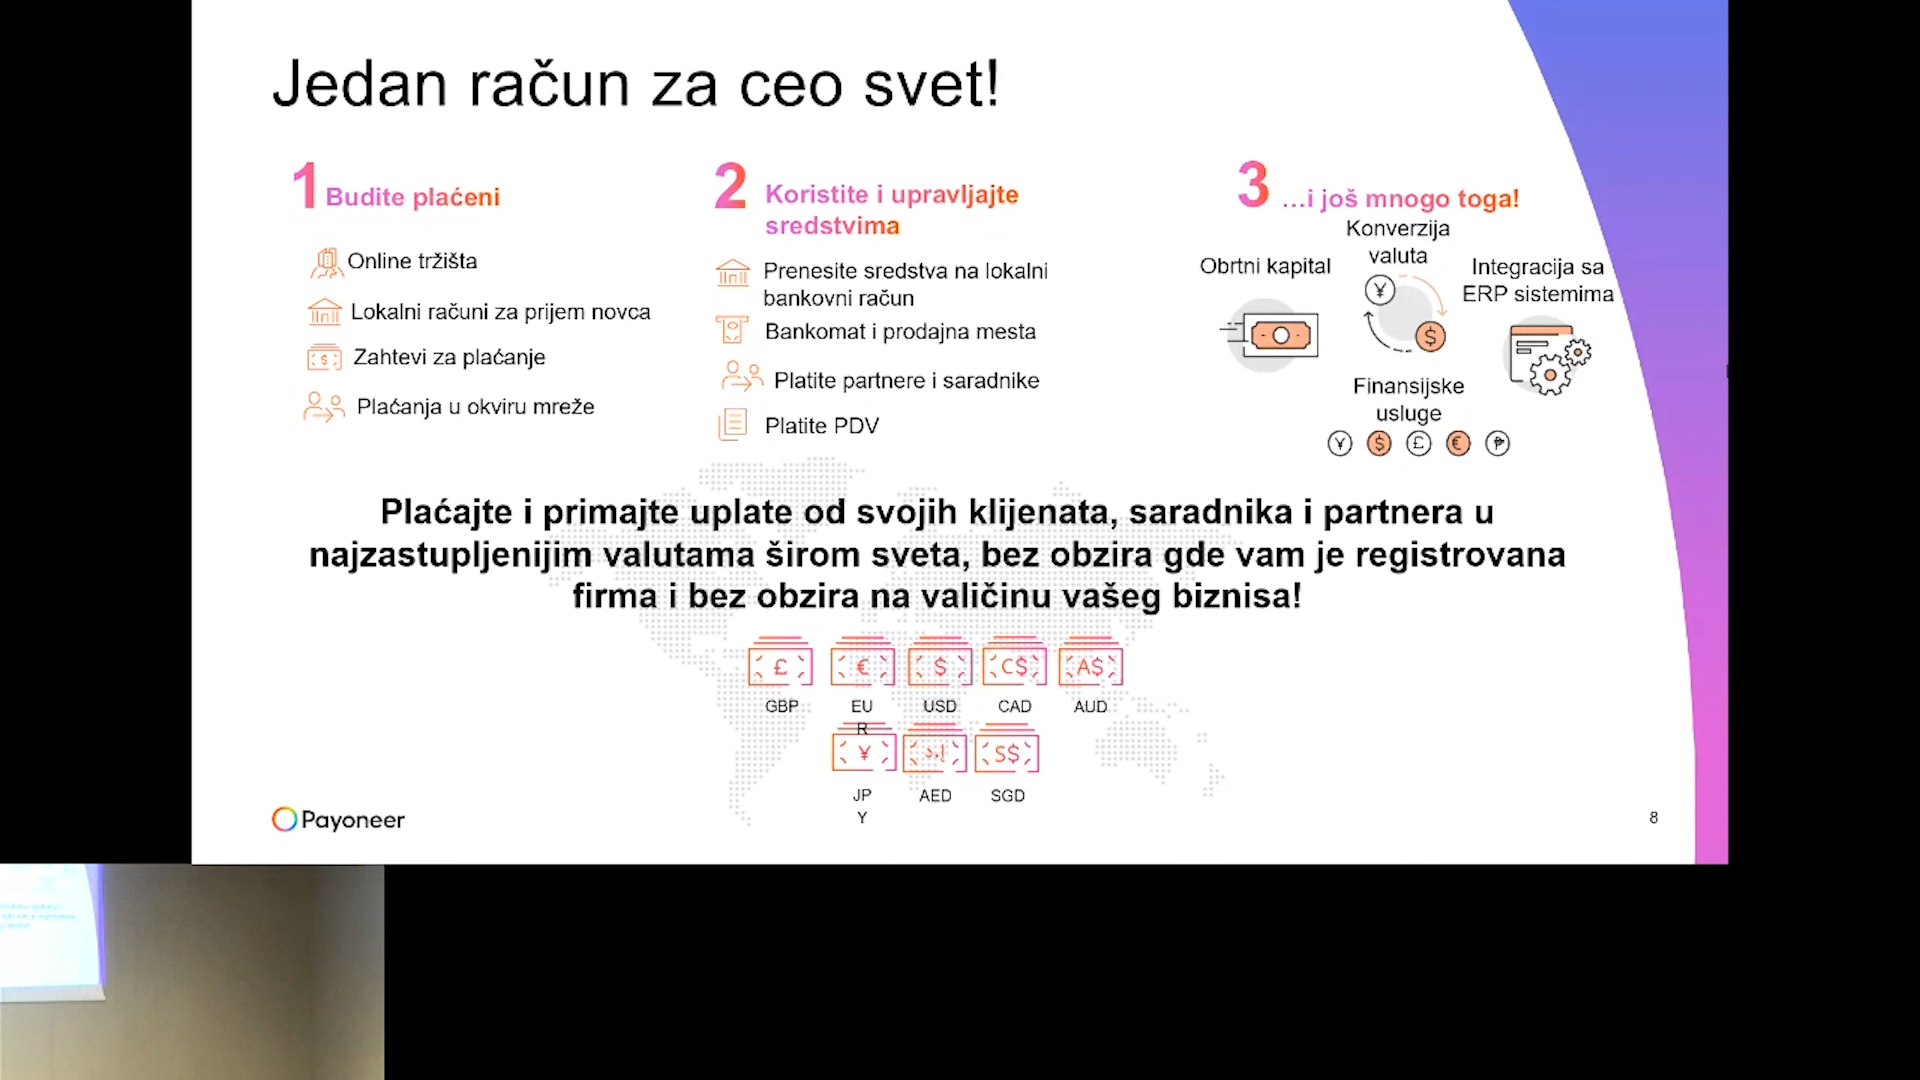 Jedan račun za ceo svet!
1 Budite plaćeni
Online tržišta
Lokalni računi za prijem novca
Zahtevi za plaćanje
Plaćanja u okviru mreže
2 Koristite i upravljajte
sredstvima
Prenesite sredstva na lokalni
bankovni račun
Bankomat i prodajna mesta
Platite partnere i saradnike
Platite PDV
3 ...i još mnogo toga!
Obrtni kapital
Konverzija
valuta
¥
$
Integracija sa
ERP sistemima
Finansijske
usluge
¥ $ £ € ₱
Plaćajte i primajte uplate od svojih klijenata, saradnika i partnera u
najzastupljenijim valutama širom sveta, bez obzira gde vam je registrovana
firma i bez obzira na valičinu vašeg biznisa!
£ € $ C$ A$
GBP EU USD CAD AUD
R
¥ د.إ S$
JP AED SGD
Y
Payoneer
8